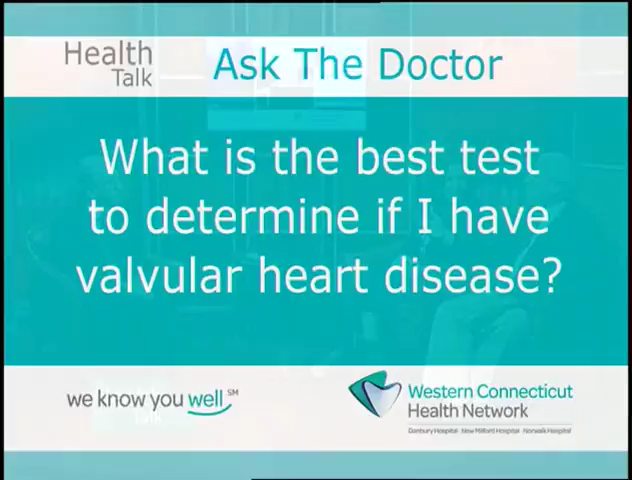 Health
Talk
Ask The Doctor
What is the best test
to determine if I have
valvular heart disease?
we know you well SM
Western Connecticut
Health Network
Danbury Hospital · New Milford Hospital · Norwalk Hospital